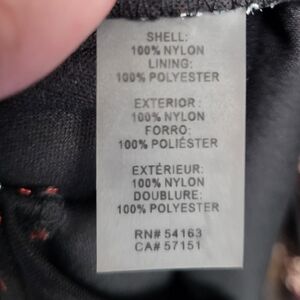 SHELL:
100% NYLON
LINING:
100% POLYESTER
EXTERIOR:
100% NYLON
FORRO:
100% POLIÉSTER
EXTÉRIEUR:
100% NYLON
DOUBLURE:
100% POLYESTER
RN# 54163
CA# 57151